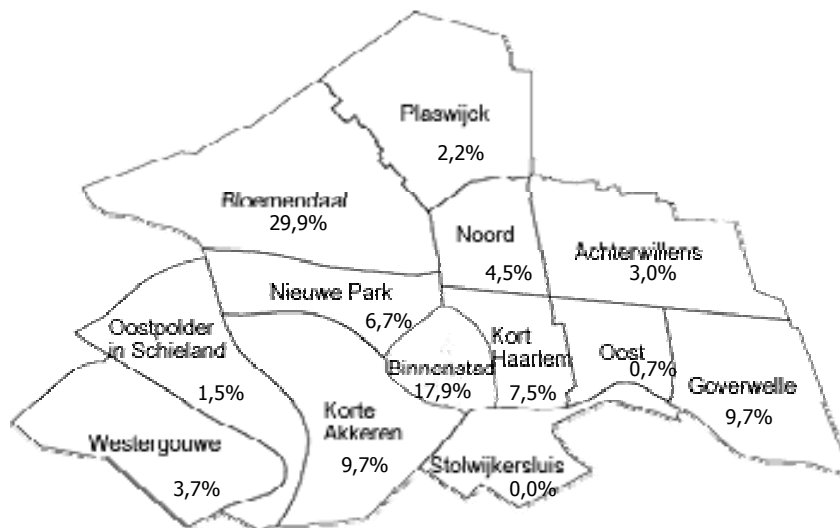 Plaswijck
2,2%
Bloemendaal
29,9%
Noord
4,5%
Achterwillens
3,0%
Nieuwe Park
6,7%
Oostpolder
in Schieland
1,5%
Binnenstad
17,9%
Kort
Haarlem
7,5%
Oost
0,7%
Goverwelle
9,7%
Korte
Akkeren
9,7%
Westergouwe
3,7%
Stolwijkersluis
0,0%